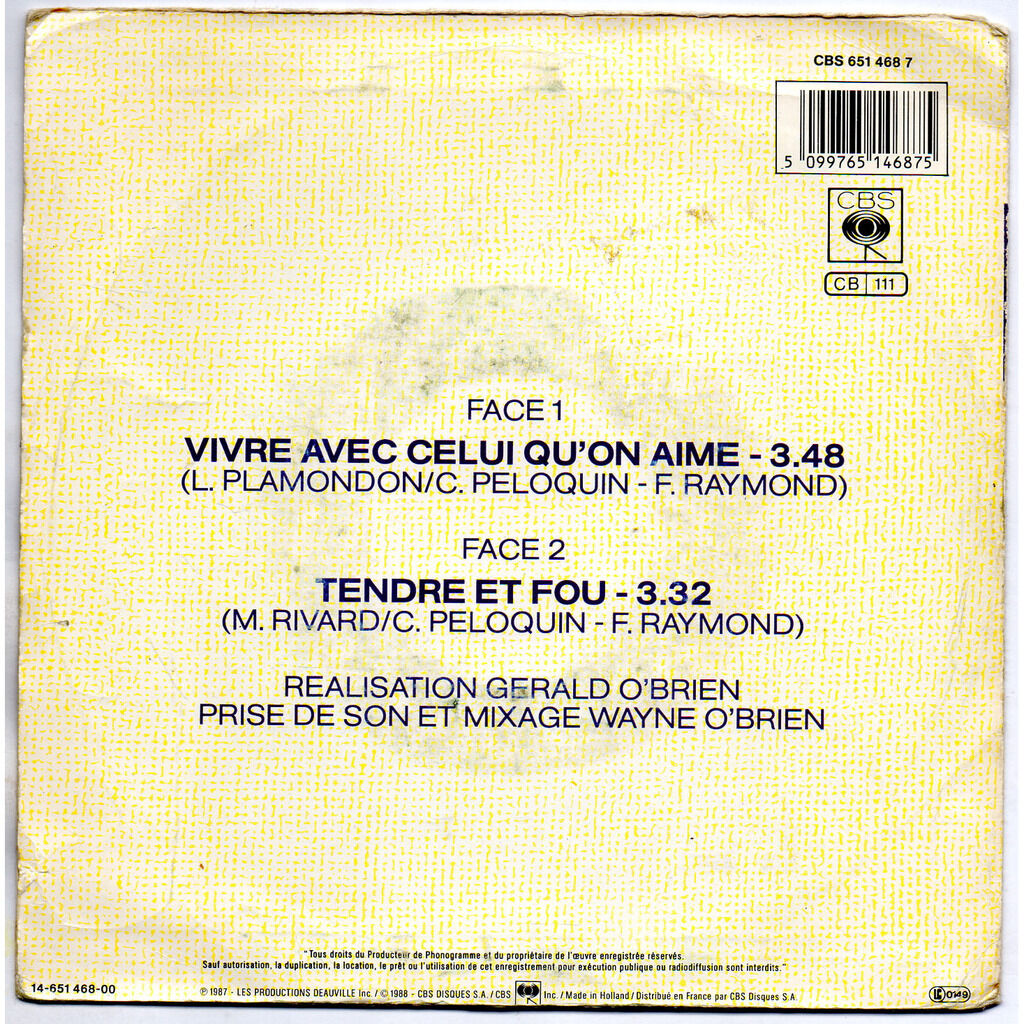 CBS 651 468 7
5 099765 146875
CBS
CB 111
FACE 1
VIVRE AVEC CELUI QU'ON AIME - 3.48
(L. PLAMONDON/C. PELOQUIN - F. RAYMOND)
FACE 2
TENDRE ET FOU - 3.32
(M. RIVARD/C. PELOQUIN - F. RAYMOND)
REALISATION GERALD O'BRIEN
PRISE DE SON ET MIXAGE WAYNE O'BRIEN
"Tous droits du Producteur de Phonogramme et du propriétaire de l'œuvre enregistrée réservés.
Sauf autorisation, la duplication, la location, le prêt ou l'utilisation de cet enregistrement pour exécution publique ou radiodiffusion sont interdits."
14-651 468-00
℗ 1987 - LES PRODUCTIONS DEAUVILLE Inc. / © 1988 - CBS DISQUES S.A. / CBS Inc. / Made in Holland / Distribué en France par CBS Disques S.A.
LC 0149